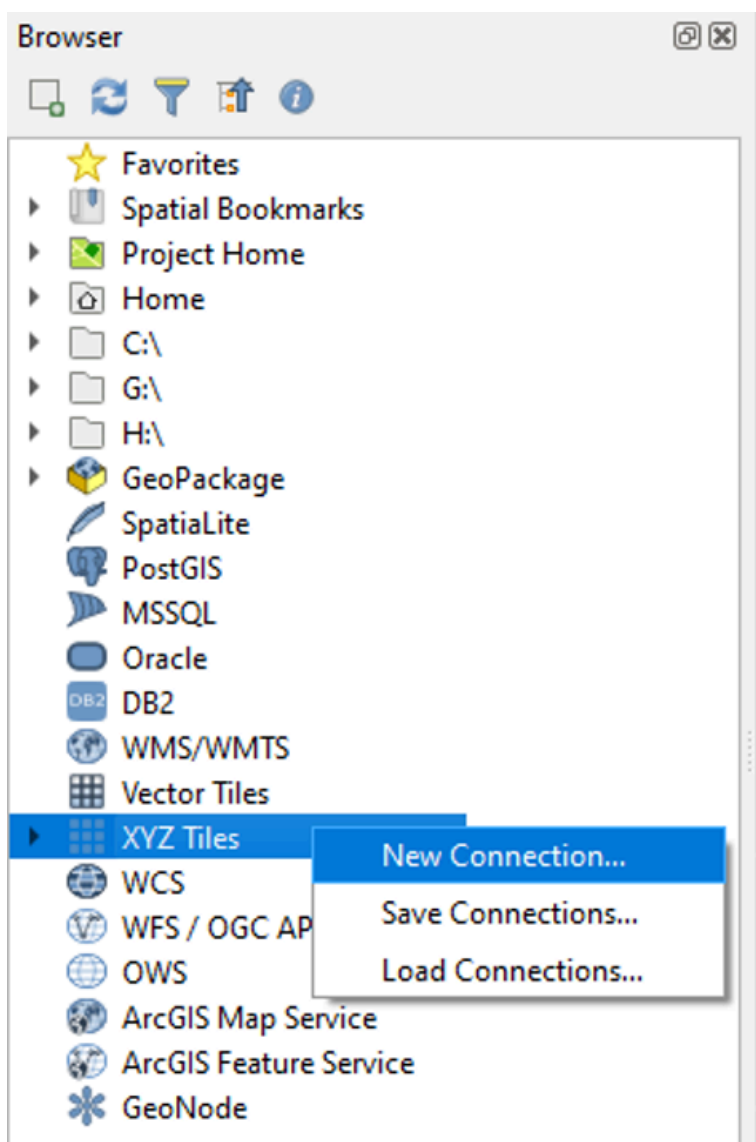 Browser
Favorites
Spatial Bookmarks
Project Home
Home
C:\
G:\
H:\
GeoPackage
SpatiaLite
PostGIS
MSSQL
Oracle
DB2
DB2
WMS/WMTS
Vector Tiles
XYZ Tiles
New Connection...
WCS
Save Connections...
WFS / OGC AP
Load Connections...
OWS
ArcGIS Map Service
ArcGIS Feature Service
GeoNode